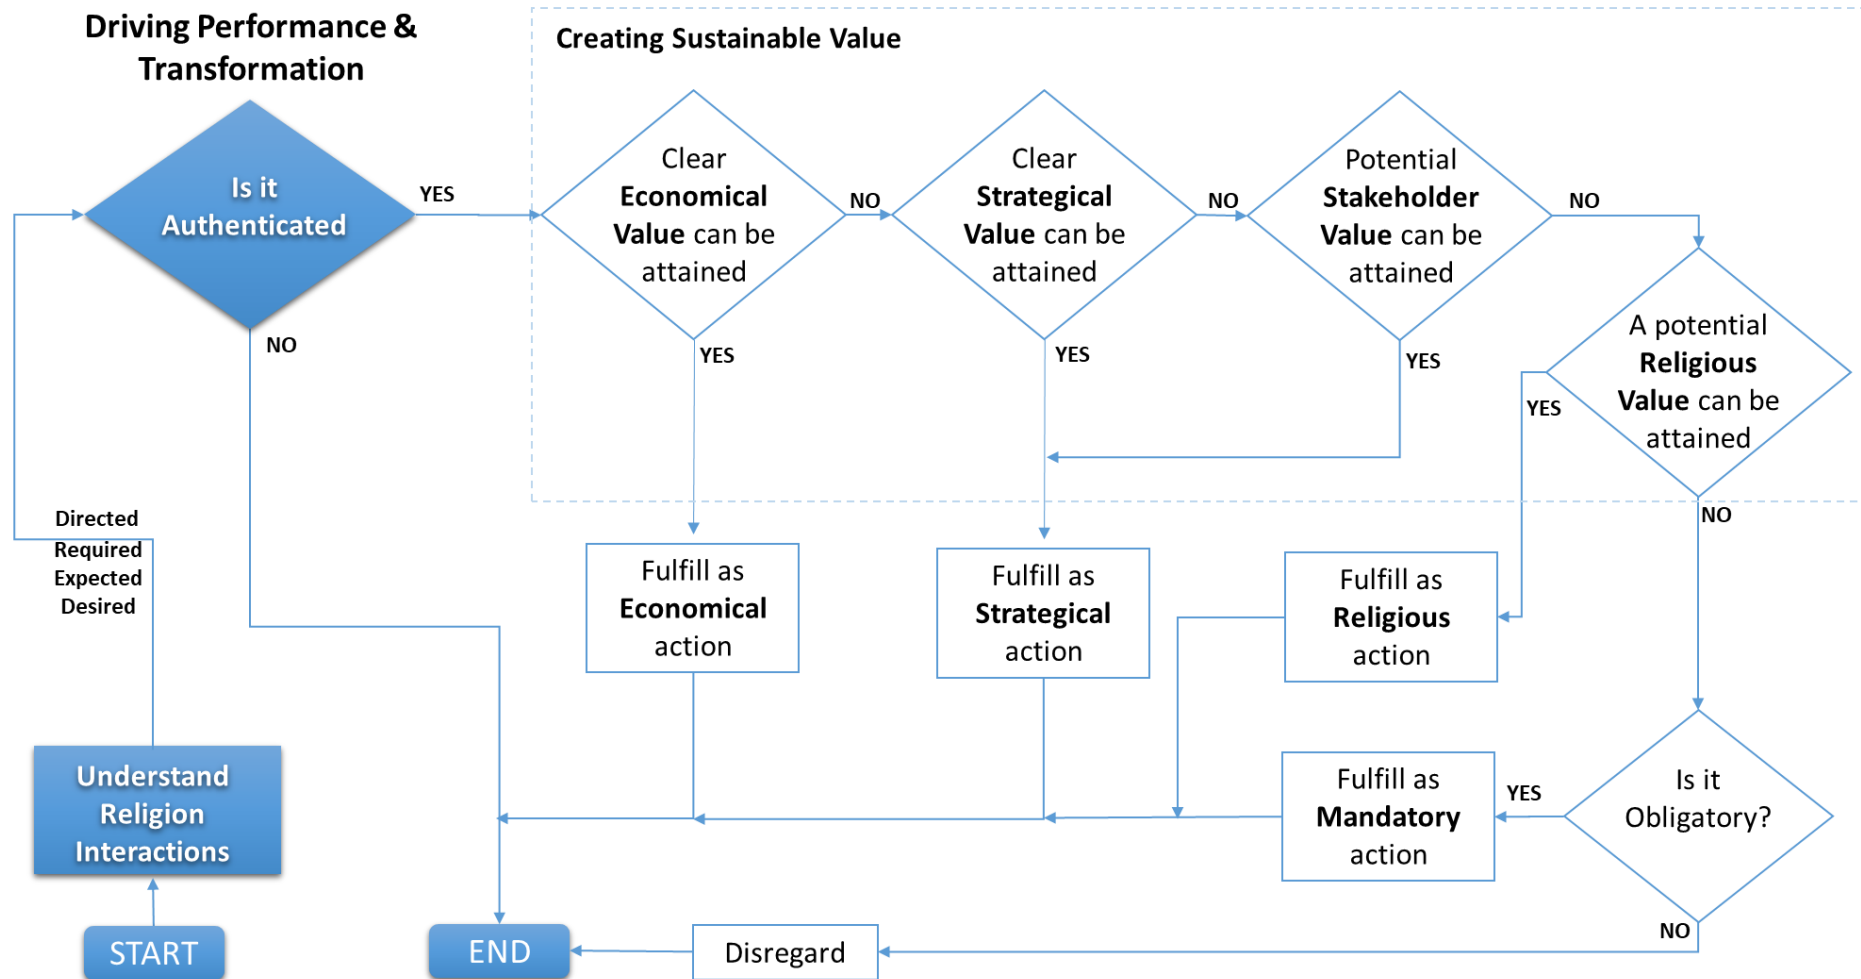 Driving Performance &
Transformation
Creating Sustainable Value
Is it
Authenticated
YES
NO
Clear
Economical
Value can be
attained
NO
YES
Clear
Strategical
Value can be
attained
NO
YES
Potential
Stakeholder
Value can be
attained
NO
YES
A potential
Religious
Value can be
attained
YES
NO
Directed
Required
Expected
Desired
Fulfill as
Economical
action
Fulfill as
Strategical
action
Fulfill as
Religious
action
Understand
Religion
Interactions
Fulfill as
Mandatory
action
YES
Is it
Obligatory?
NO
START
END
Disregard